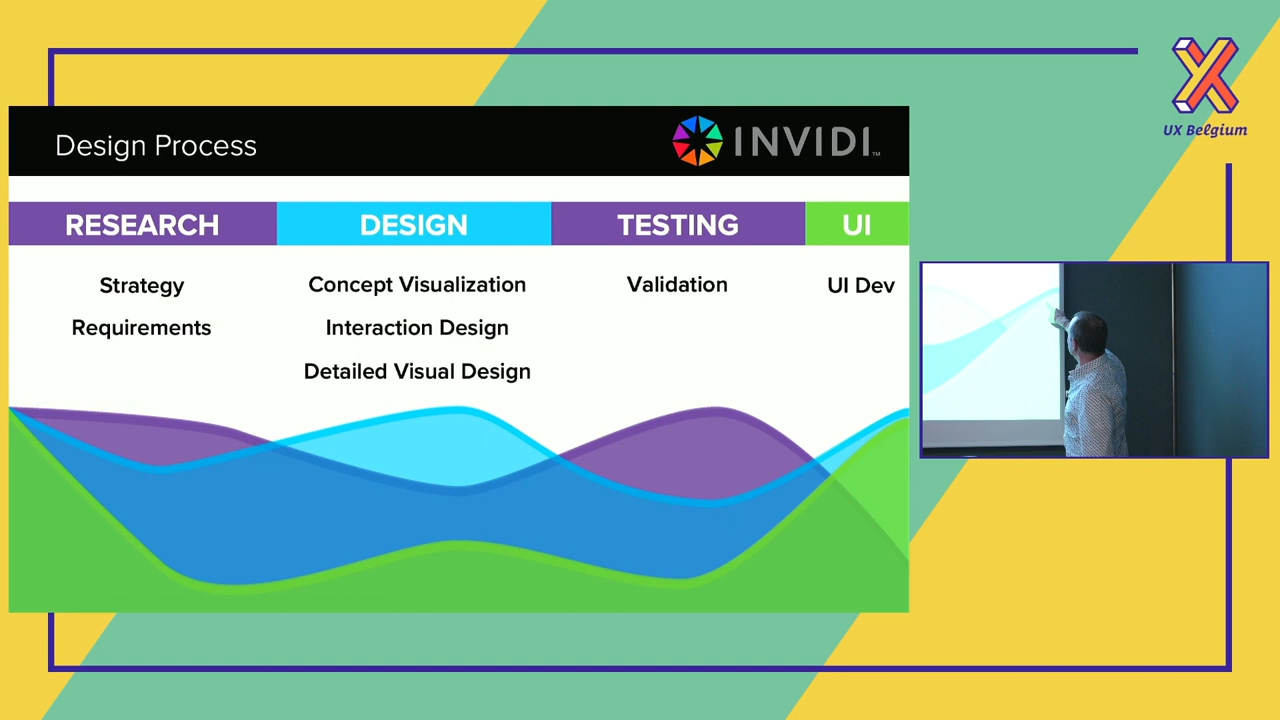 UX Belgium
Design Process
INVIDI™
RESEARCH
DESIGN
TESTING
UI
Strategy
Concept Visualization
Validation
UI Dev
Requirements
Interaction Design
Detailed Visual Design